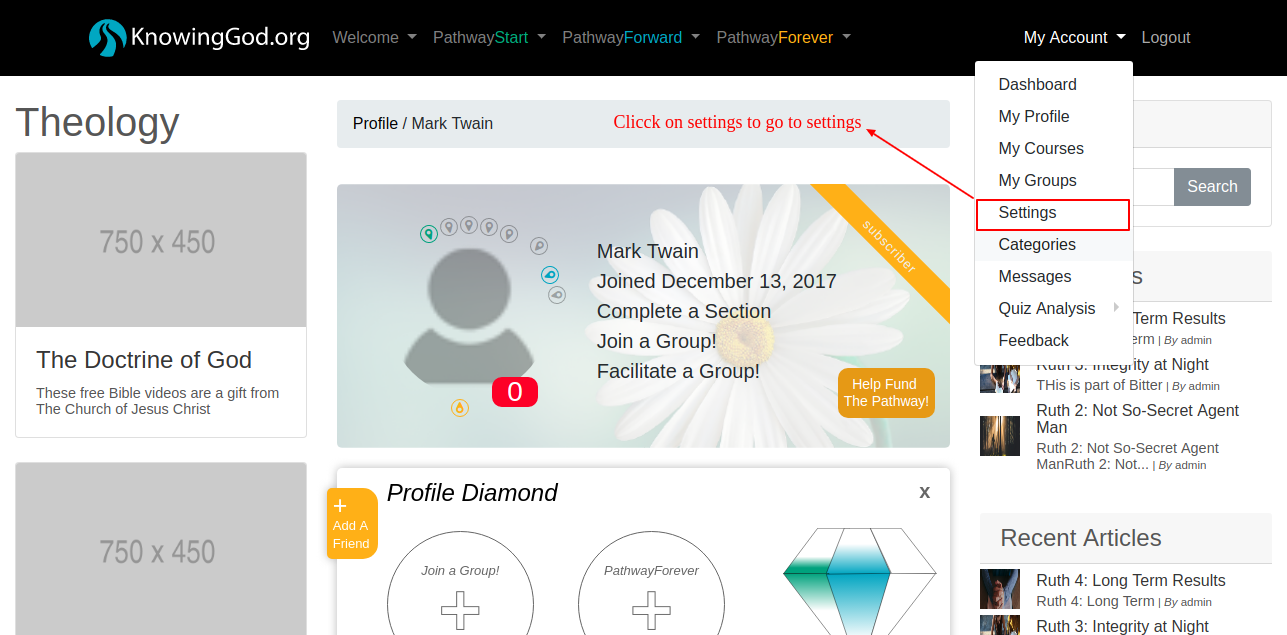 KnowingGod.org
Welcome
PathwayStart
PathwayForward
PathwayForever
My Account
Logout
Dashboard
My Profile
My Courses
My Groups
Settings
Categories
Messages
Quiz Analysis
Feedback
Theology
750 x 450
The Doctrine of God
These free Bible videos are a gift from
The Church of Jesus Christ
750 x 450
Profile / Mark Twain
Clicck on settings to go to settings
subscriber
Mark Twain
Joined December 13, 2017
Complete a Section
Join a Group!
Facilitate a Group!
0
Help Fund
The Pathway!
+
Add A
Friend
Profile Diamond
x
Join a Group!
PathwayForever
Search
s
Term Results
erm | By admin
Ruth 3: Integrity at Night
THis is part of Bitter | By admin
Ruth 2: Not So-Secret Agent
Man
Ruth 2: Not So-Secret Agent
ManRuth 2: Not... | By admin
Recent Articles
Ruth 4: Long Term Results
Ruth 4: Long Term | By admin
Ruth 3: Integrity at Night